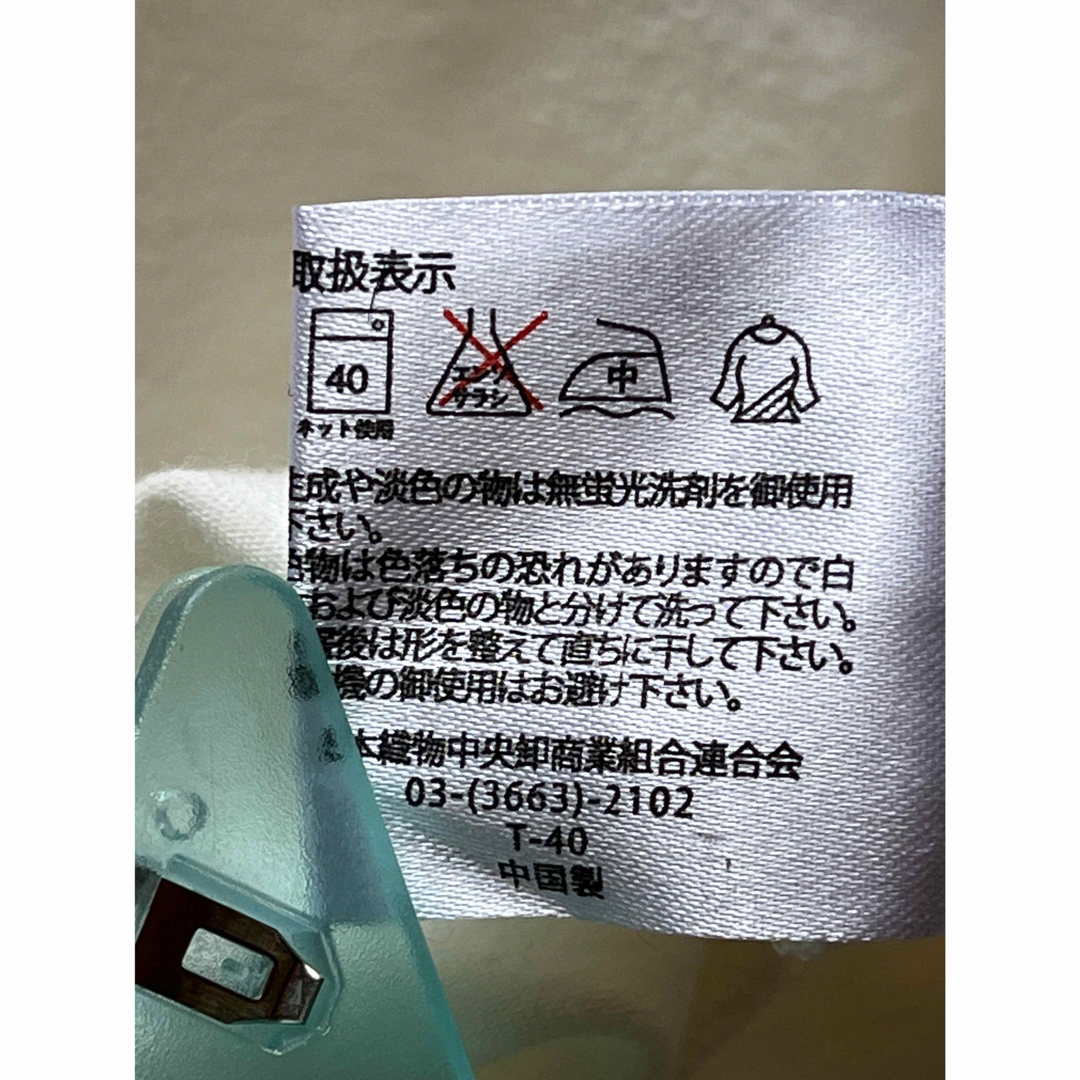 取扱表示
40
エンソ
サラシ
中
ネット使用
生成や淡色の物は無蛍光洗剤を御使用
下さい。
色物は色落ちの恐れがありますので白
および淡色の物と分けて洗って下さい。
後は形を整えて直ちに干して下さい。
機の御使用はお避け下さい。
本織物中央卸商業組合連合会
03-(3663)-2102
T-40
中国製